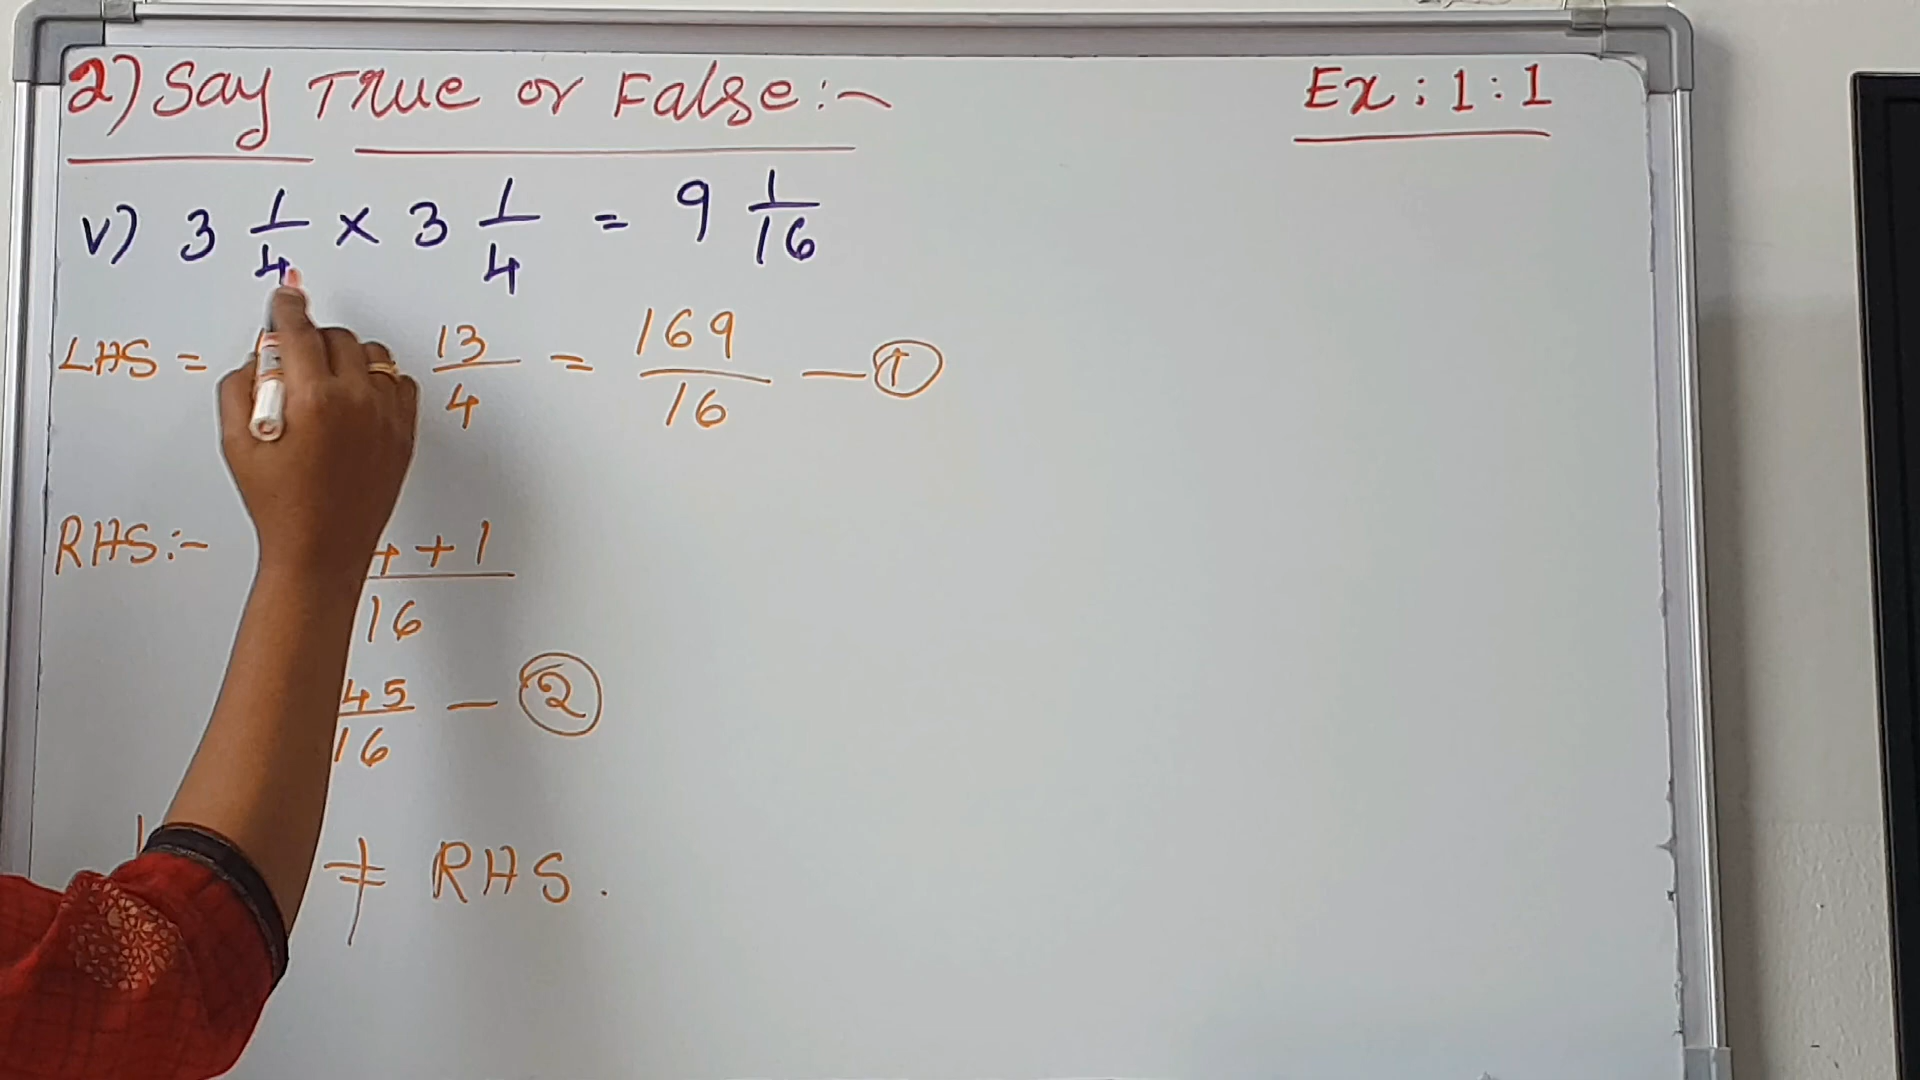 2) Say True or False:-
Ex : 1 : 1
v) 3 1/4 x 3 1/4 = 9 1/16
LHS = 13/4 = 169/16 — ①
RHS:- 4 + 1/16
45/16 — ②
≠ RHS.